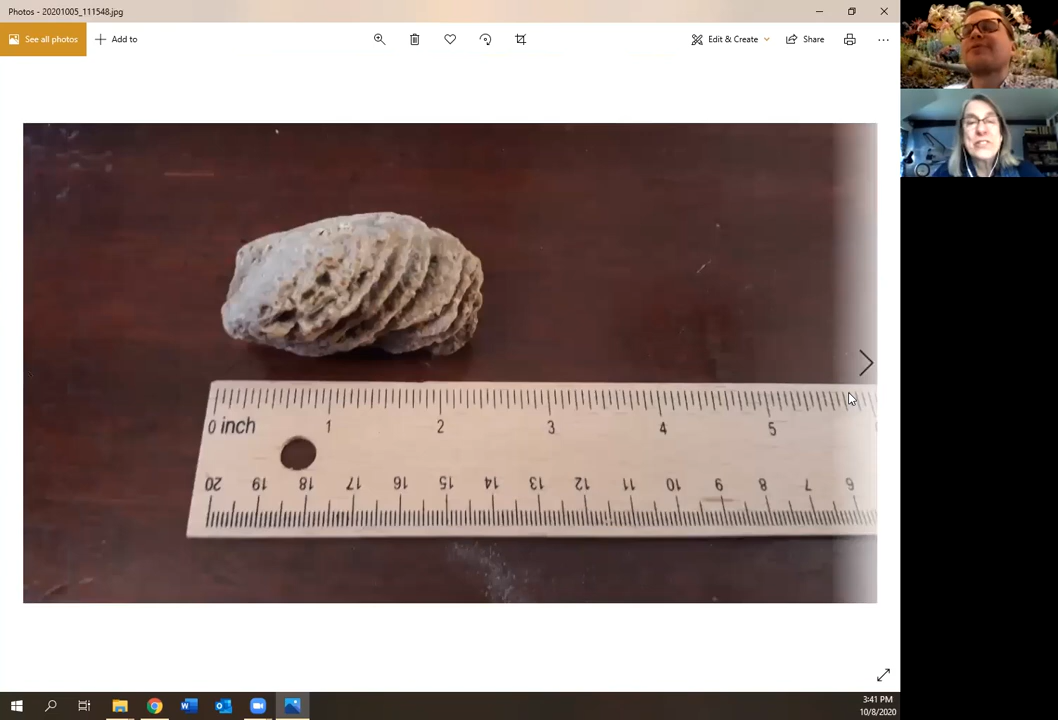 Photos - 20201005_111548.jpg
See all photos
Add to
Edit & Create
Share
0 inch 1 2 3 4 5
20 19 18 17 16 15 14 13 12 11 10 9 8 7 6
3:41 PM
10/8/2020